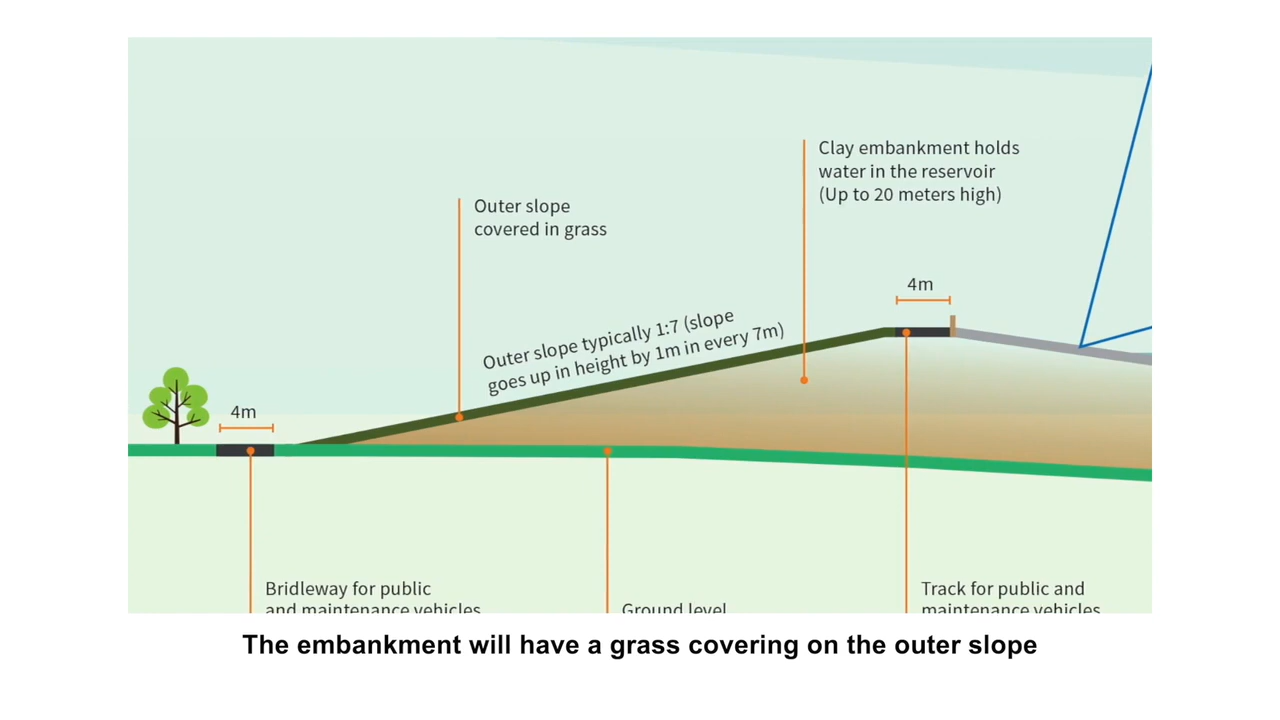 Clay embankment holds
water in the reservoir
(Up to 20 meters high)
Outer slope
covered in grass
4m
Outer slope typically 1:7 (slope
goes up in height by 1m in every 7m)
4m
Bridleway for public
and maintenance vehicles
Ground level
Track for public and
maintenance vehicles
The embankment will have a grass covering on the outer slope